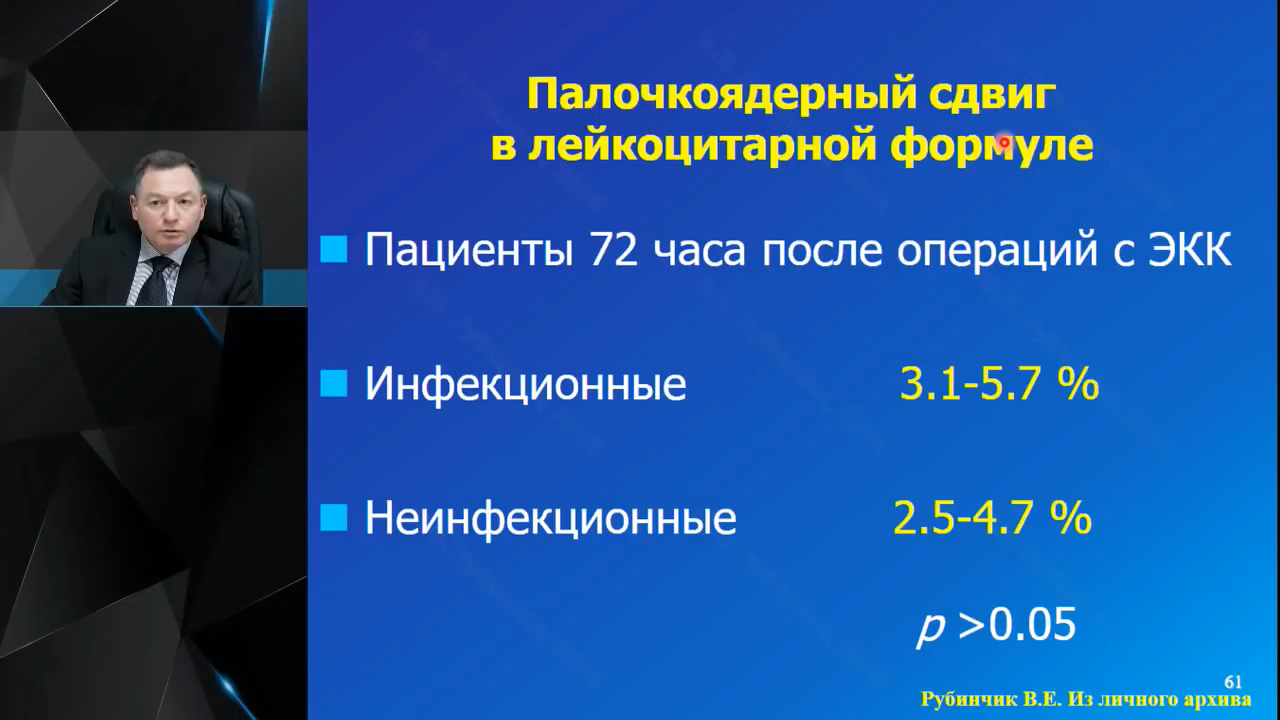 Палочкоядерный сдвиг
в лейкоцитарной формуле
Пациенты 72 часа после операций с ЭКК
Инфекционные 3.1-5.7 %
Неинфекционные 2.5-4.7 %
p >0.05
61
Рубинчик В.Е. Из личного архива